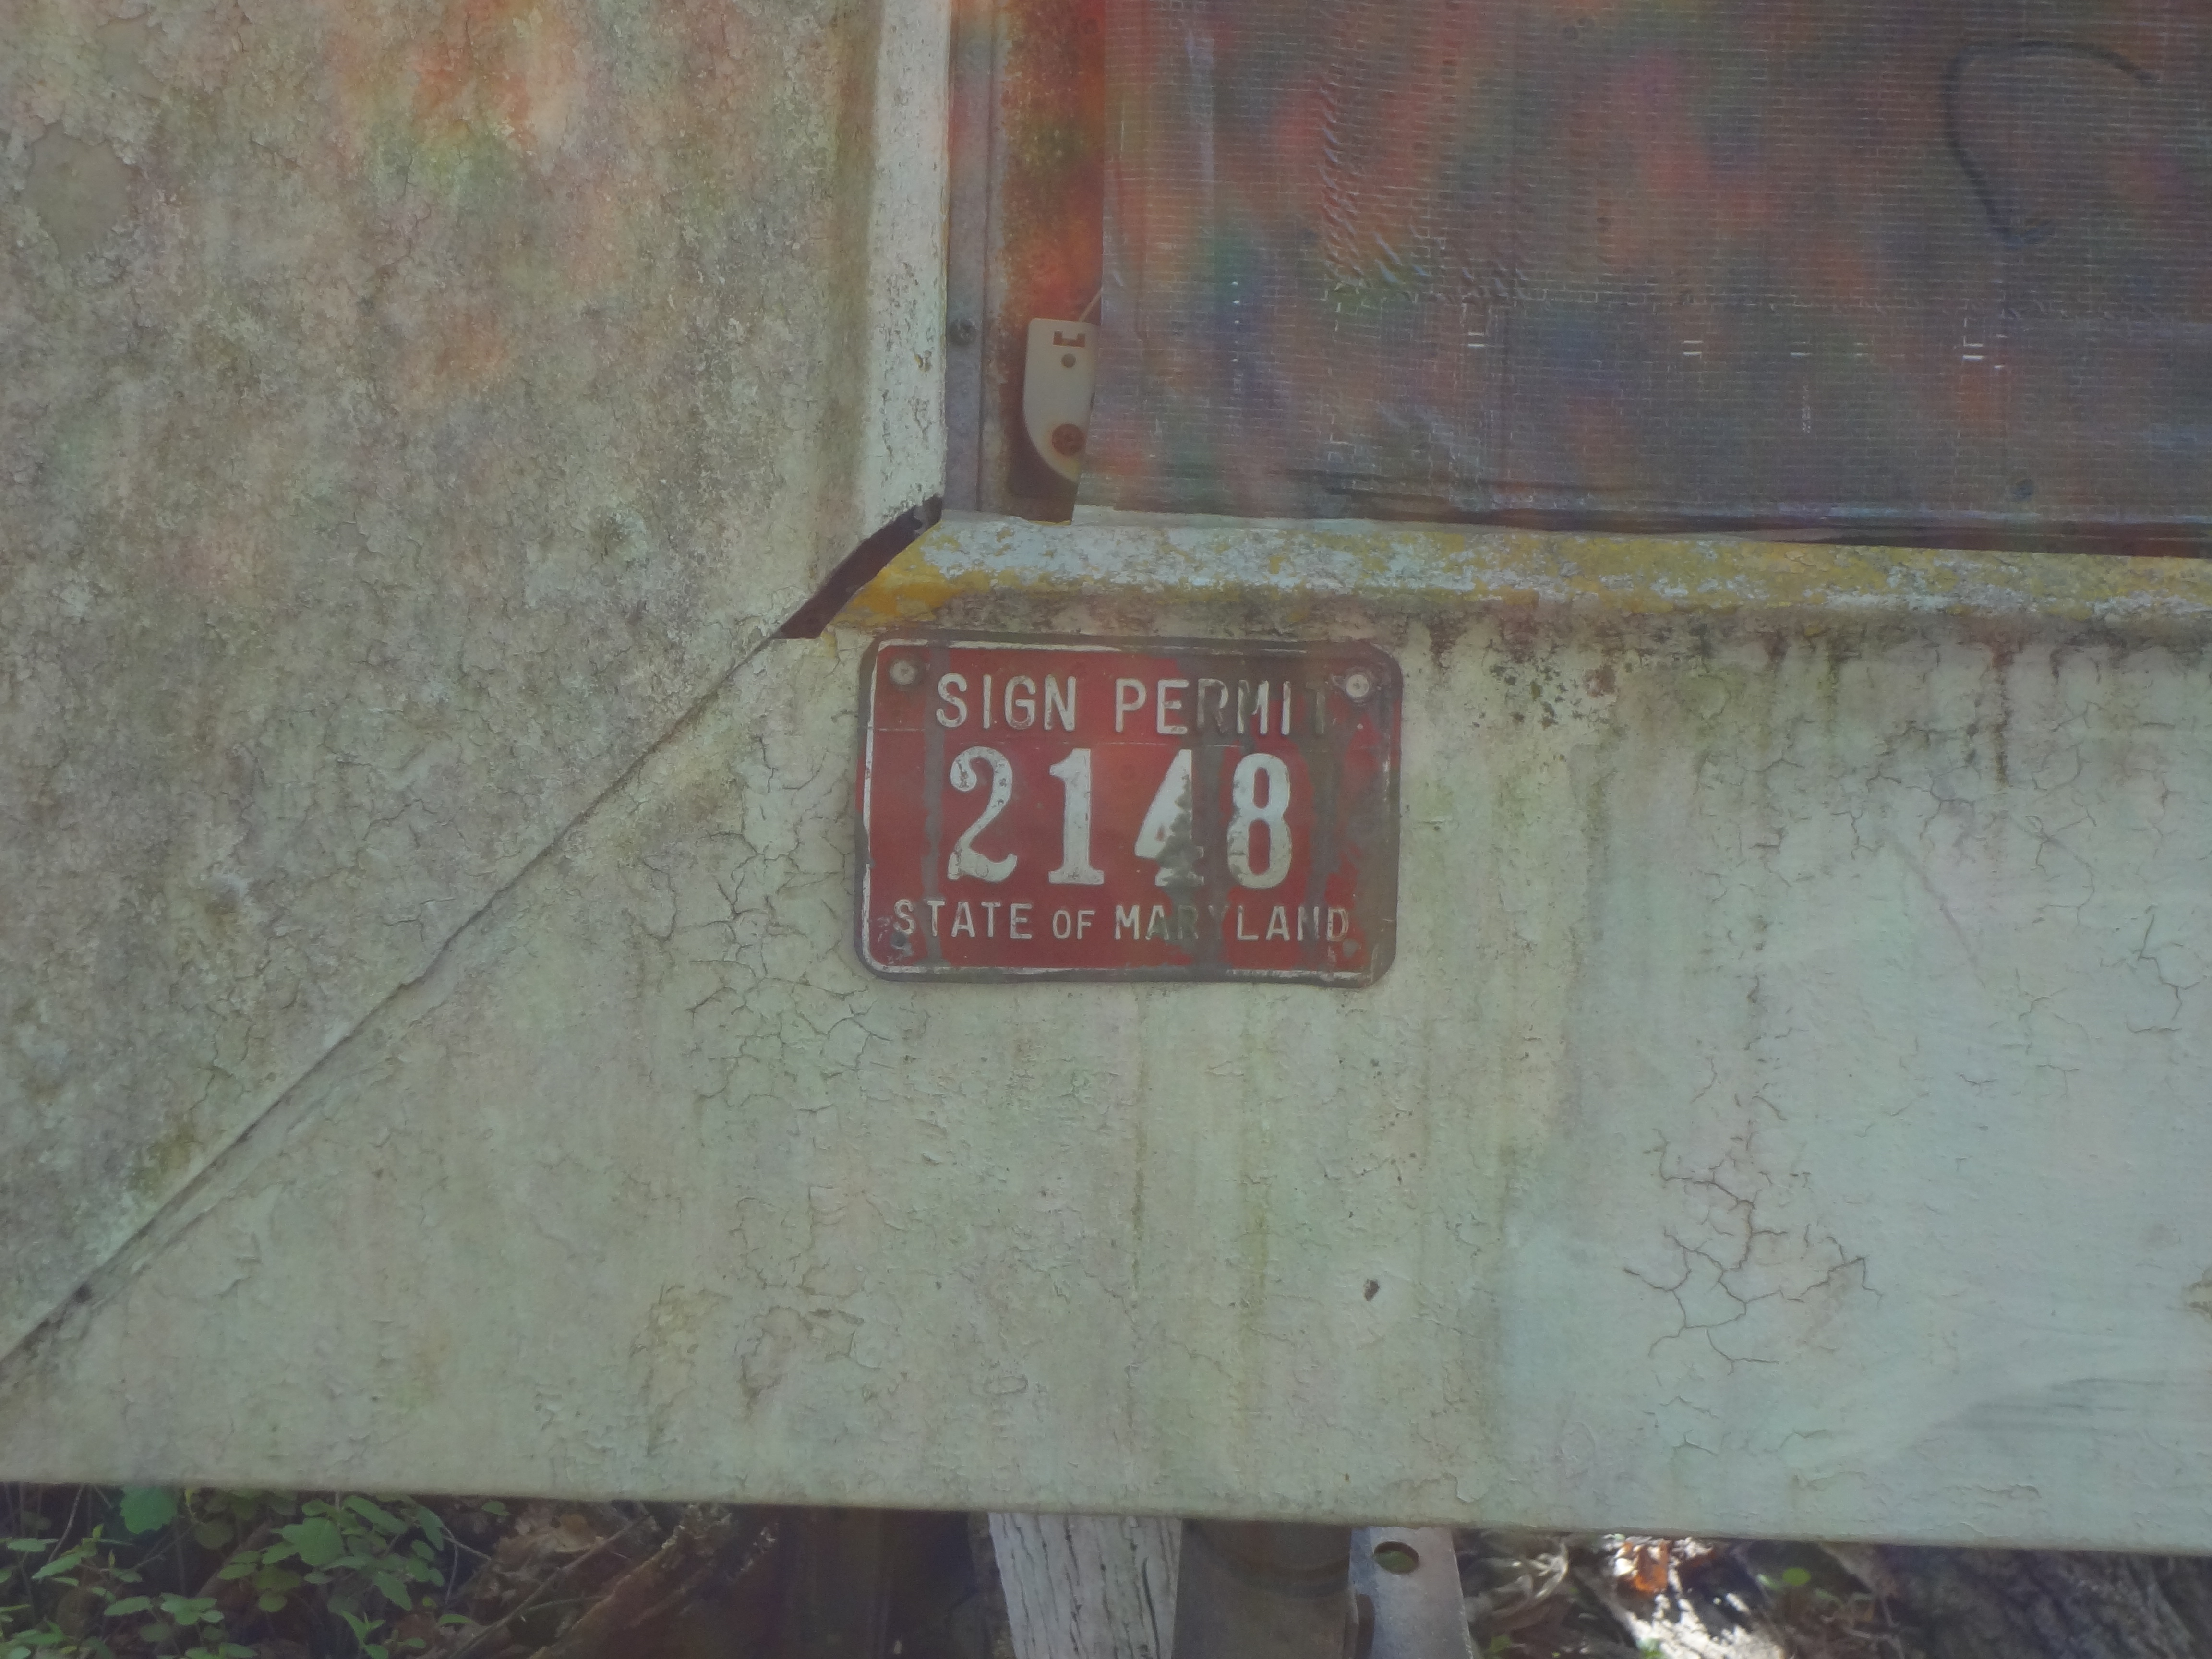 SIGN PERMIT
2148
STATE OF MARYLAND